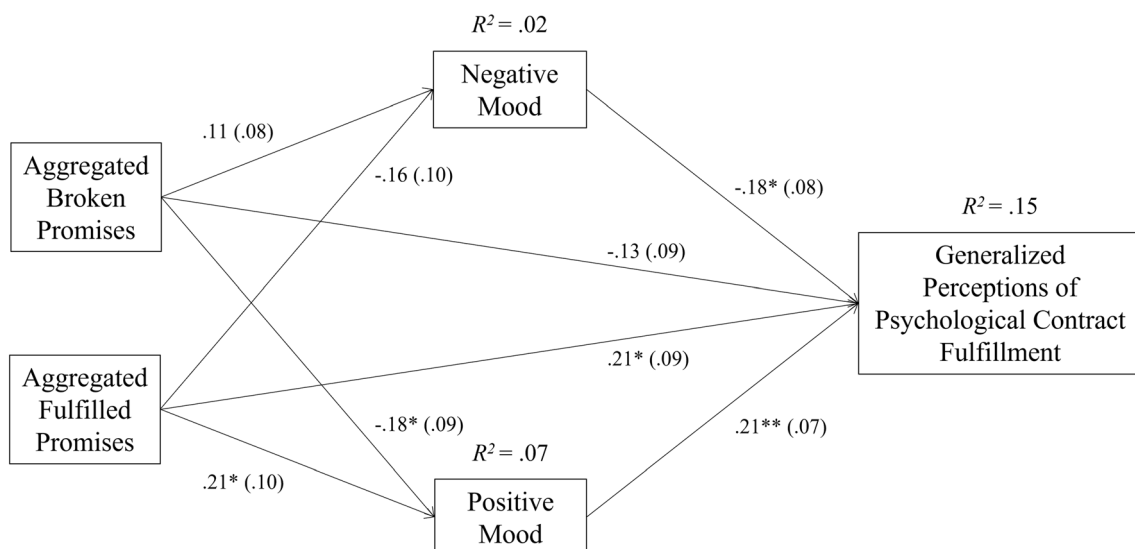 R² = .02
Negative
Mood
.11 (.08)
Aggregated
Broken
Promises
-.16 (.10)
-.18* (.08)
R² = .15
-.13 (.09)
Generalized
Perceptions of
Psychological Contract
Fulfillment
Aggregated
Fulfilled
Promises
.21* (.09)
-.18* (.09)
.21** (.07)
R² = .07
.21* (.10)
Positive
Mood